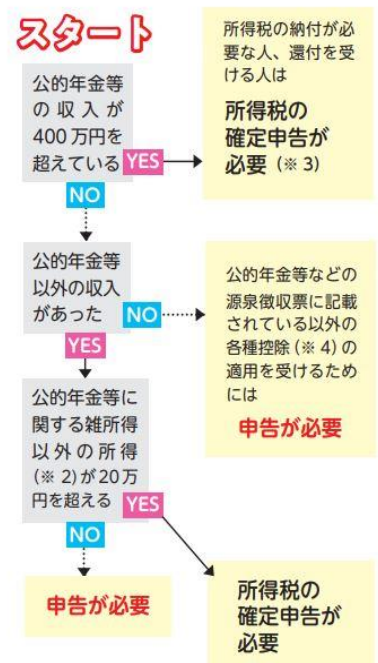 スタート
公的年金等
の収入が
400万円を
超えている
YES
NO
所得税の納付が必
要な人、還付を受
ける人は
所得税の
確定申告が
必要(※3)
公的年金等
以外の収入
があった
NO
YES
公的年金等などの
源泉徴収票に記載
されている以外の
各種控除(※4)の
適用を受けるため
には
申告が必要
公的年金等に
関する雑所得
以外の所得
(※2)が20万
円を超える
YES
NO
申告が必要
所得税の
確定申告が
必要